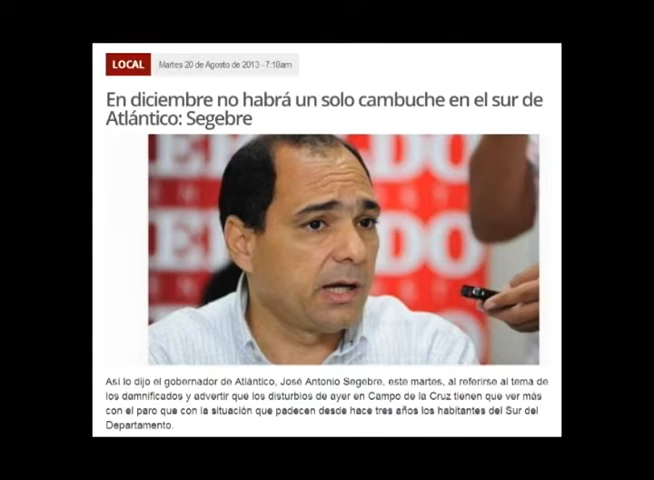 LOCAL Martes 20 de Agosto de 2013 - 7:18am
En diciembre no habrá un solo cambuche en el sur de
Atlántico: Segebre
Así lo dijo el gobernador de Atlántico, José Antonio Segebre, este martes, al referirse al tema de
los damnificados y advertir que los disturbios de ayer en Campo de la Cruz tienen que ver más
con el paro que con la situación que padecen desde hace tres años los habitantes del Sur del
Departamento.